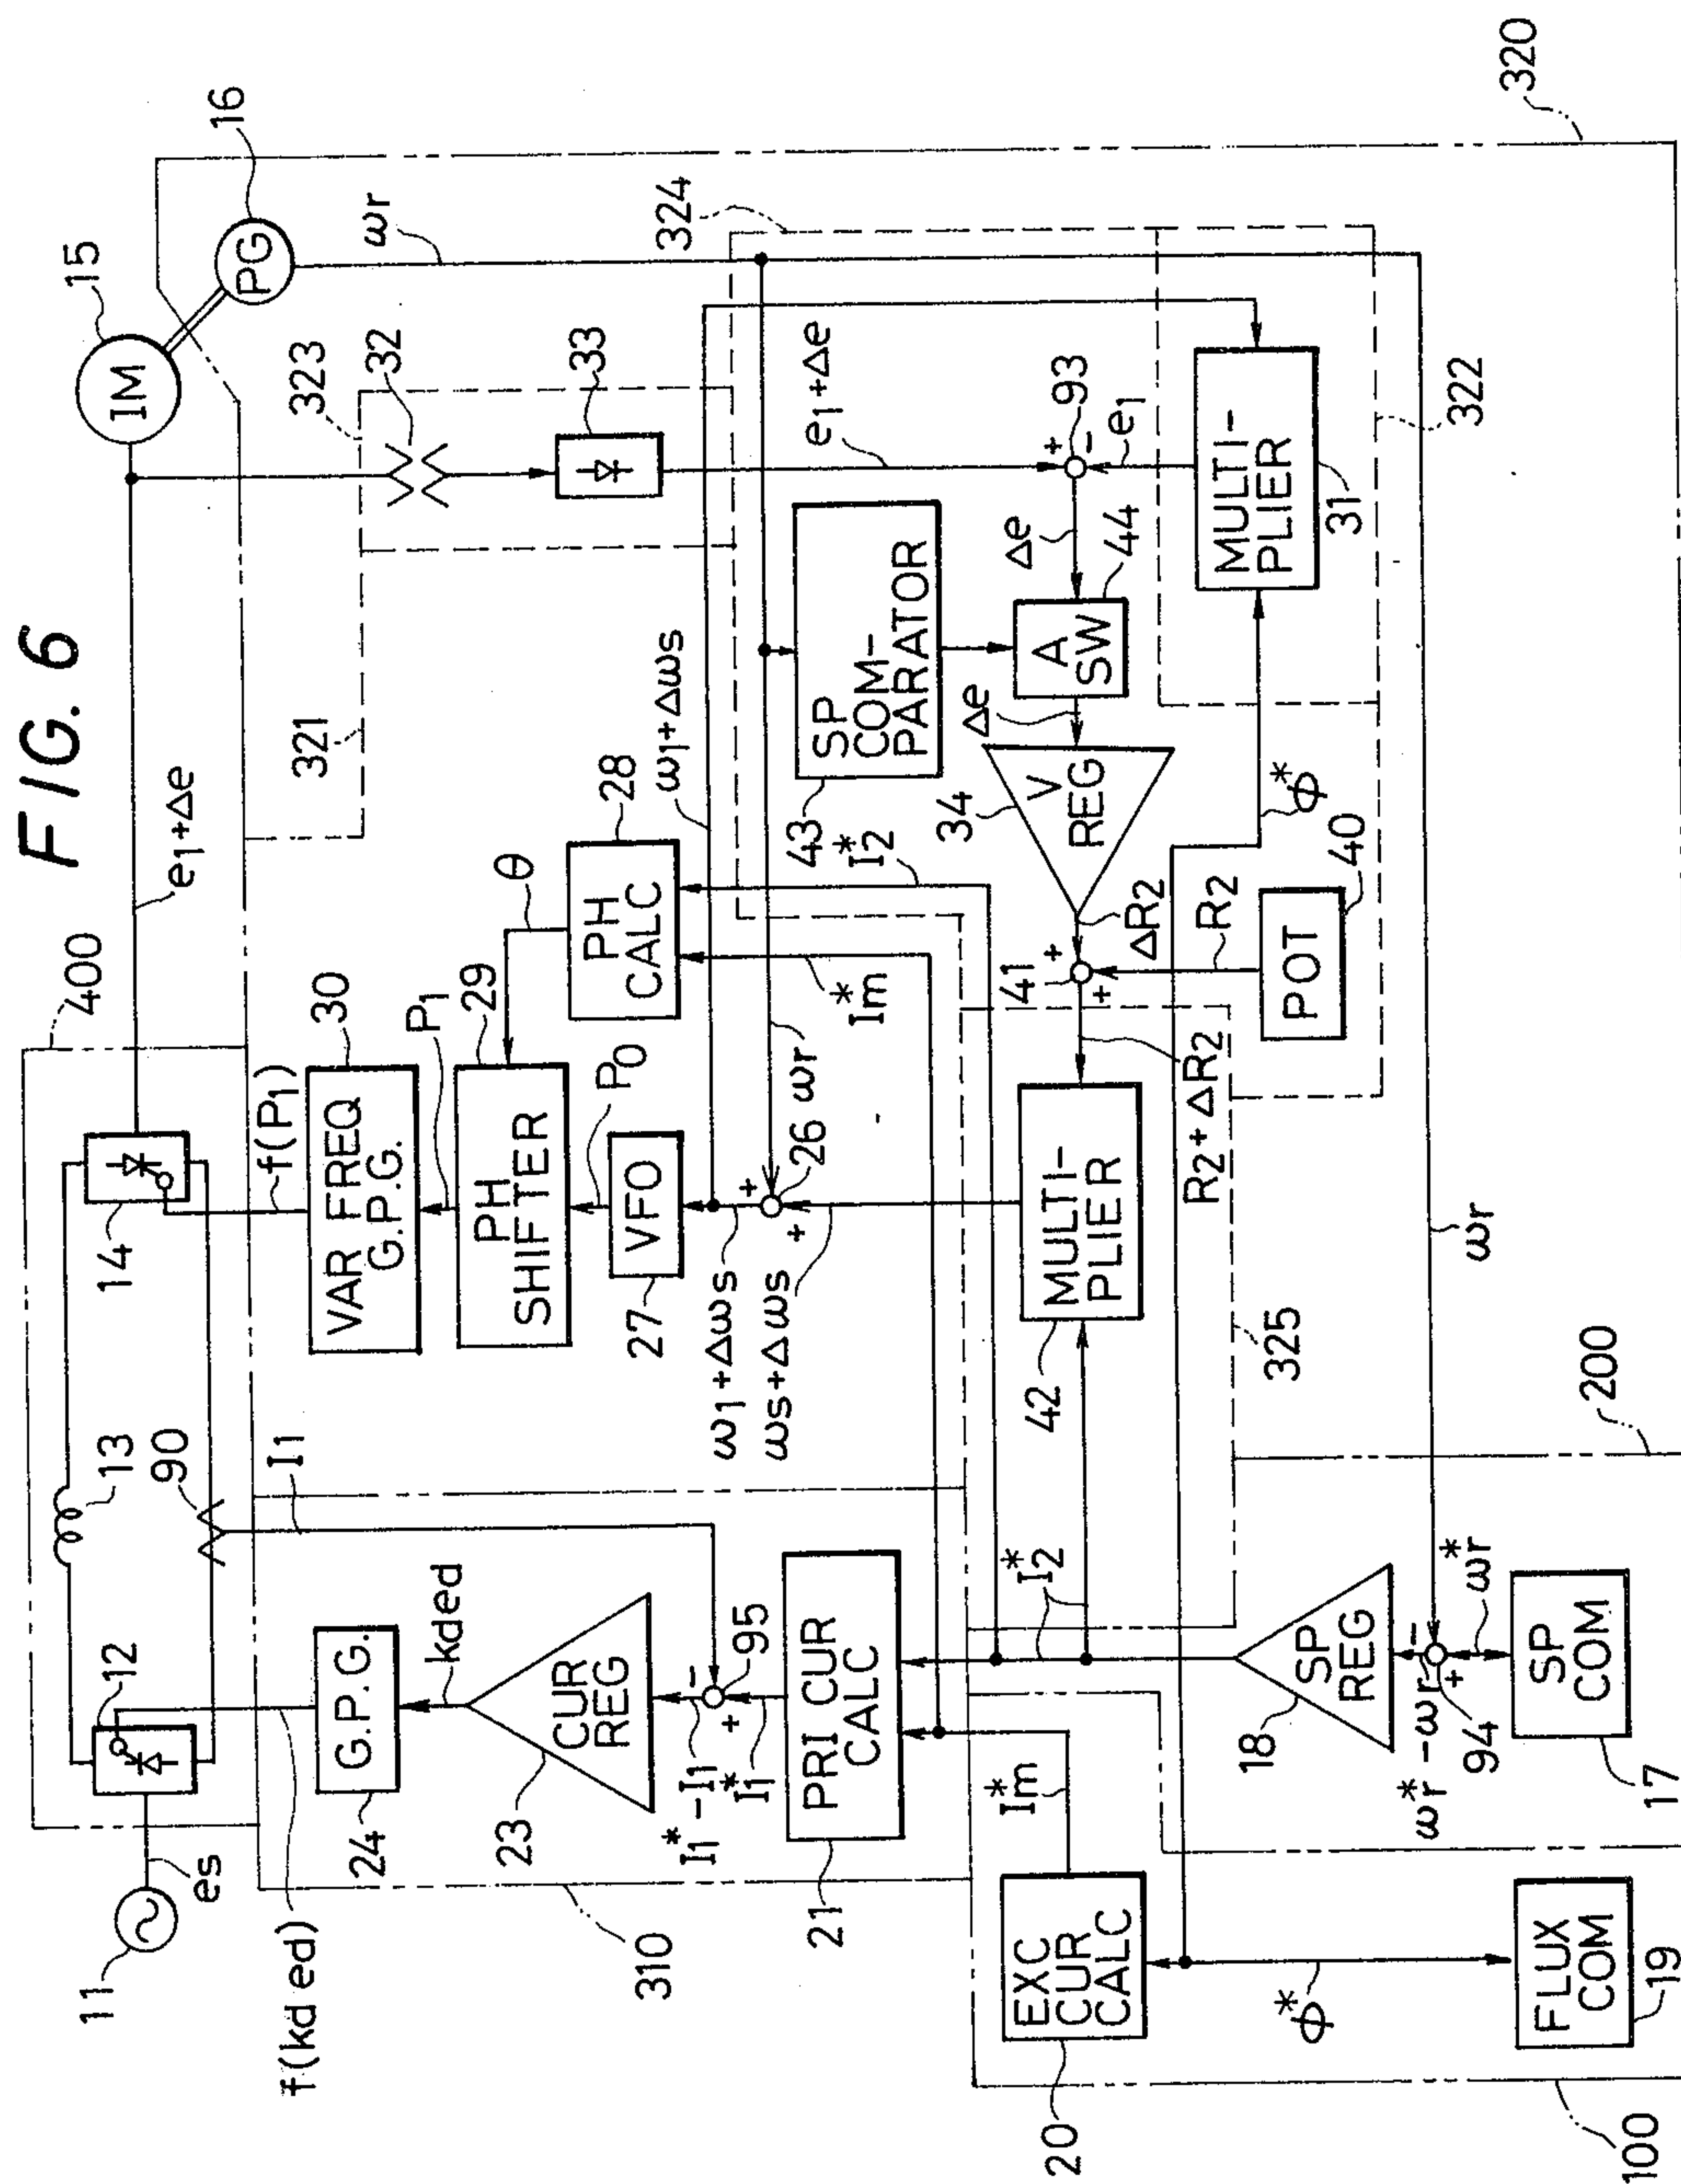 FIG. 6
400
e1+Δe
15
IM
16
PG
ωr
320
11
es
12
13
90
I1
14
f(P1)
30
VAR FREQ
G.P.G.
P1
29
PH
SHIFTER
θ
28
PH
CALC
P0
VFO
27
321
323
32
33
324
e1+Δe
ω1+Δωs
f(kd ed)
24
G.P.G.
kded
23
CUR
REG
I1* -I1
95
-
+
I1*
PRI CUR
CALC
21
310
ω1+Δωs
ωs+Δωs
+
+
26
ωr
Im*
I2*
43
SP
COM-
PARATOR
Δe
93
+
-
e1
44
A
SW
Δe
34
V
REG
ΔR2
41
+
+
R2
POT
40
R2+ΔR2
MULTI-
PLIER
42
325
MULTI-
PLIER
31
322
Φ*
I2*
Im*
EXC
CUR
CALC
20
Φ*
FLUX
COM
19
100
18
SP
REG
ωr*-ωr
-
+
94
ωr*
SP
COM
17
200
ωr